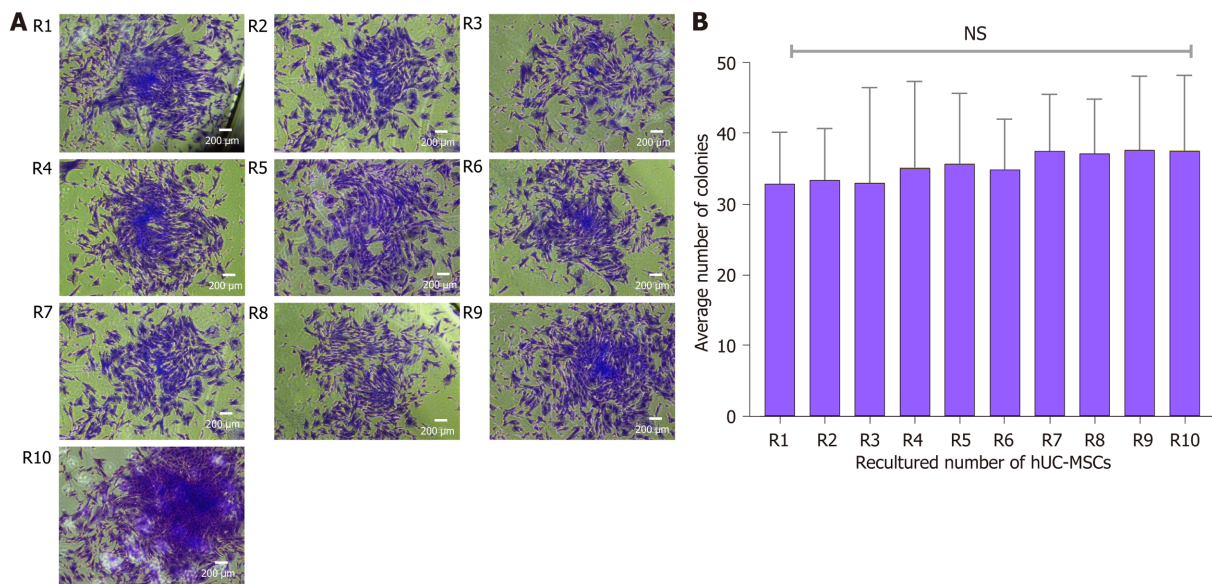 A
R1
200 µm
R2
200 µm
R3
200 µm
R4
200 µm
R5
200 µm
R6
200 µm
R7
200 µm
R8
200 µm
R9
200 µm
R10
200 µm
B
NS
Average number of colonies
50
40
30
20
10
0
R1 R2 R3 R4 R5 R6 R7 R8 R9 R10
Recultured number of hUC-MSCs